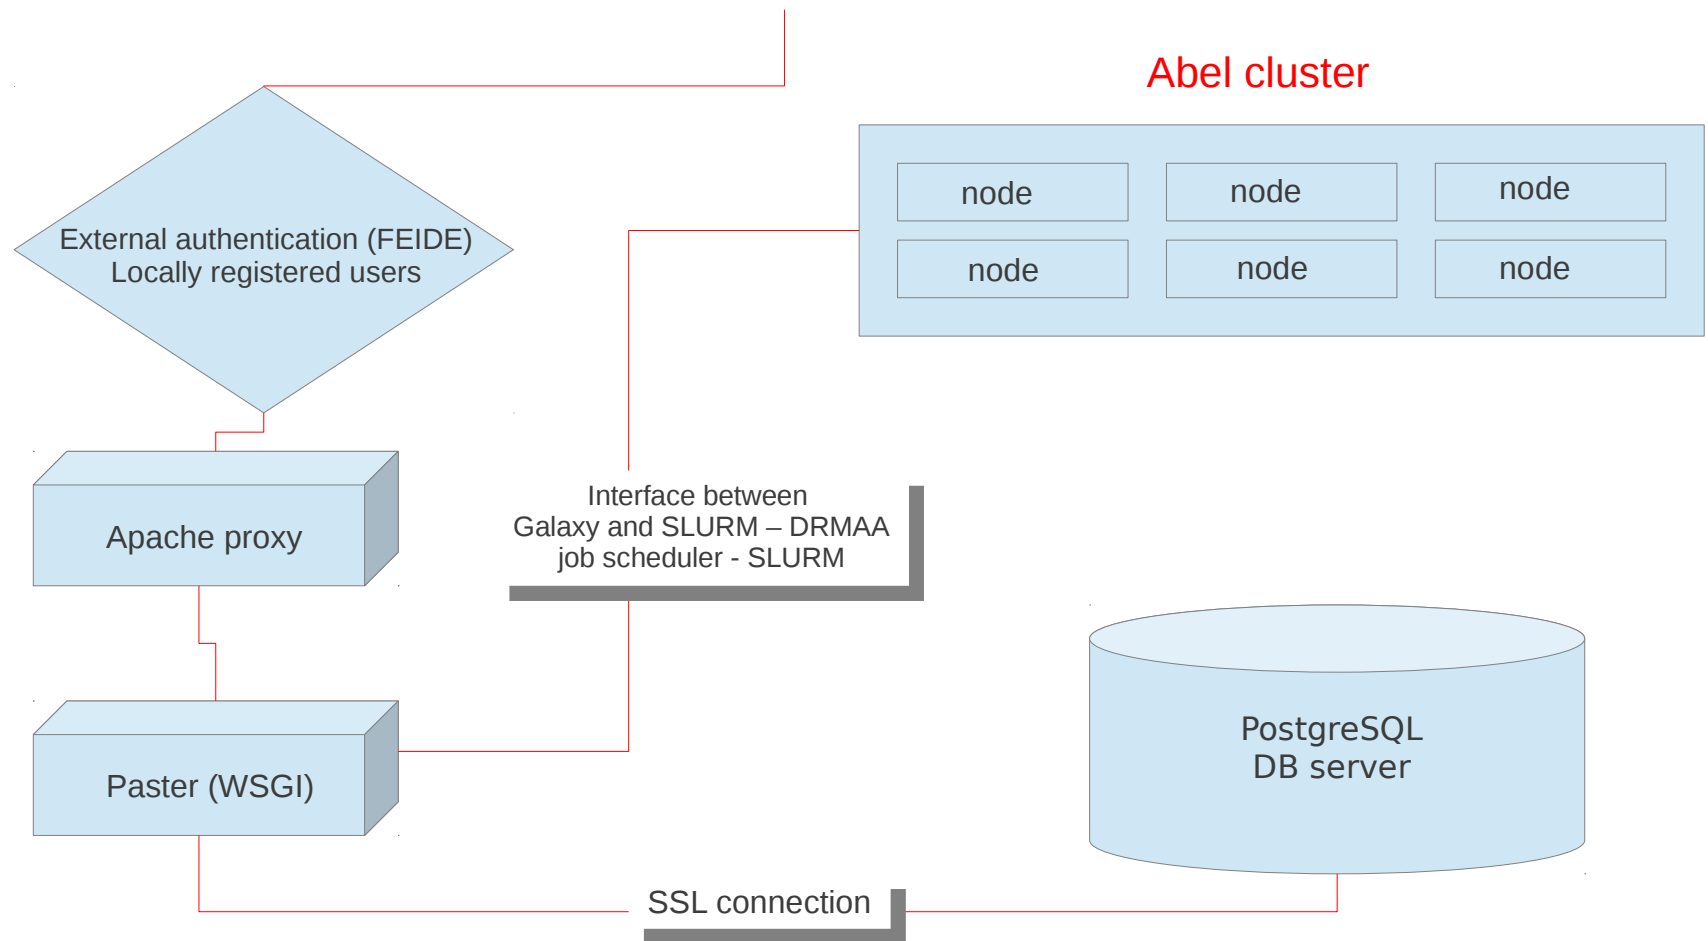 Abel cluster
node
node
node
node
node
node
External authentication (FEIDE)
Locally registered users
Interface between
Galaxy and SLURM – DRMAA
job scheduler - SLURM
Apache proxy
Paster (WSGI)
PostgreSQL
DB server
SSL connection